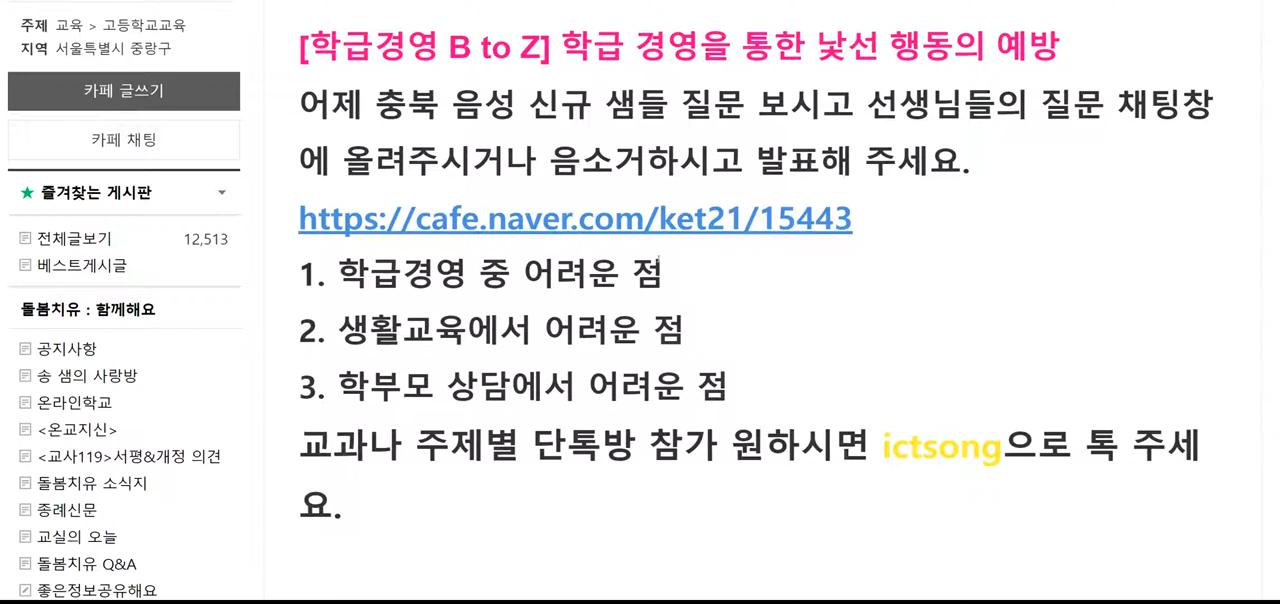 주제 교육 > 고등학교교육
지역 서울특별시 중랑구
카페 글쓰기
카페 채팅
★ 즐겨찾는 게시판
전체글보기 12,513
베스트게시글
돌봄치유 : 함께해요
공지사항
송 샘의 사랑방
온라인학교
<온교지신>
<교사119>서평&개정 의견
돌봄치유 소식지
종례신문
교실의 오늘
돌봄치유 Q&A
좋은정보공유해요
[학급경영 B to Z] 학급 경영을 통한 낯선 행동의 예방
어제 충북 음성 신규 샘들 질문 보시고 선생님들의 질문 채팅창
에 올려주시거나 음소거하시고 발표해 주세요.
https://cafe.naver.com/ket21/15443
1. 학급경영 중 어려운 점
2. 생활교육에서 어려운 점
3. 학부모 상담에서 어려운 점
교과나 주제별 단톡방 참가 원하시면 ictsong으로 톡 주세
요.